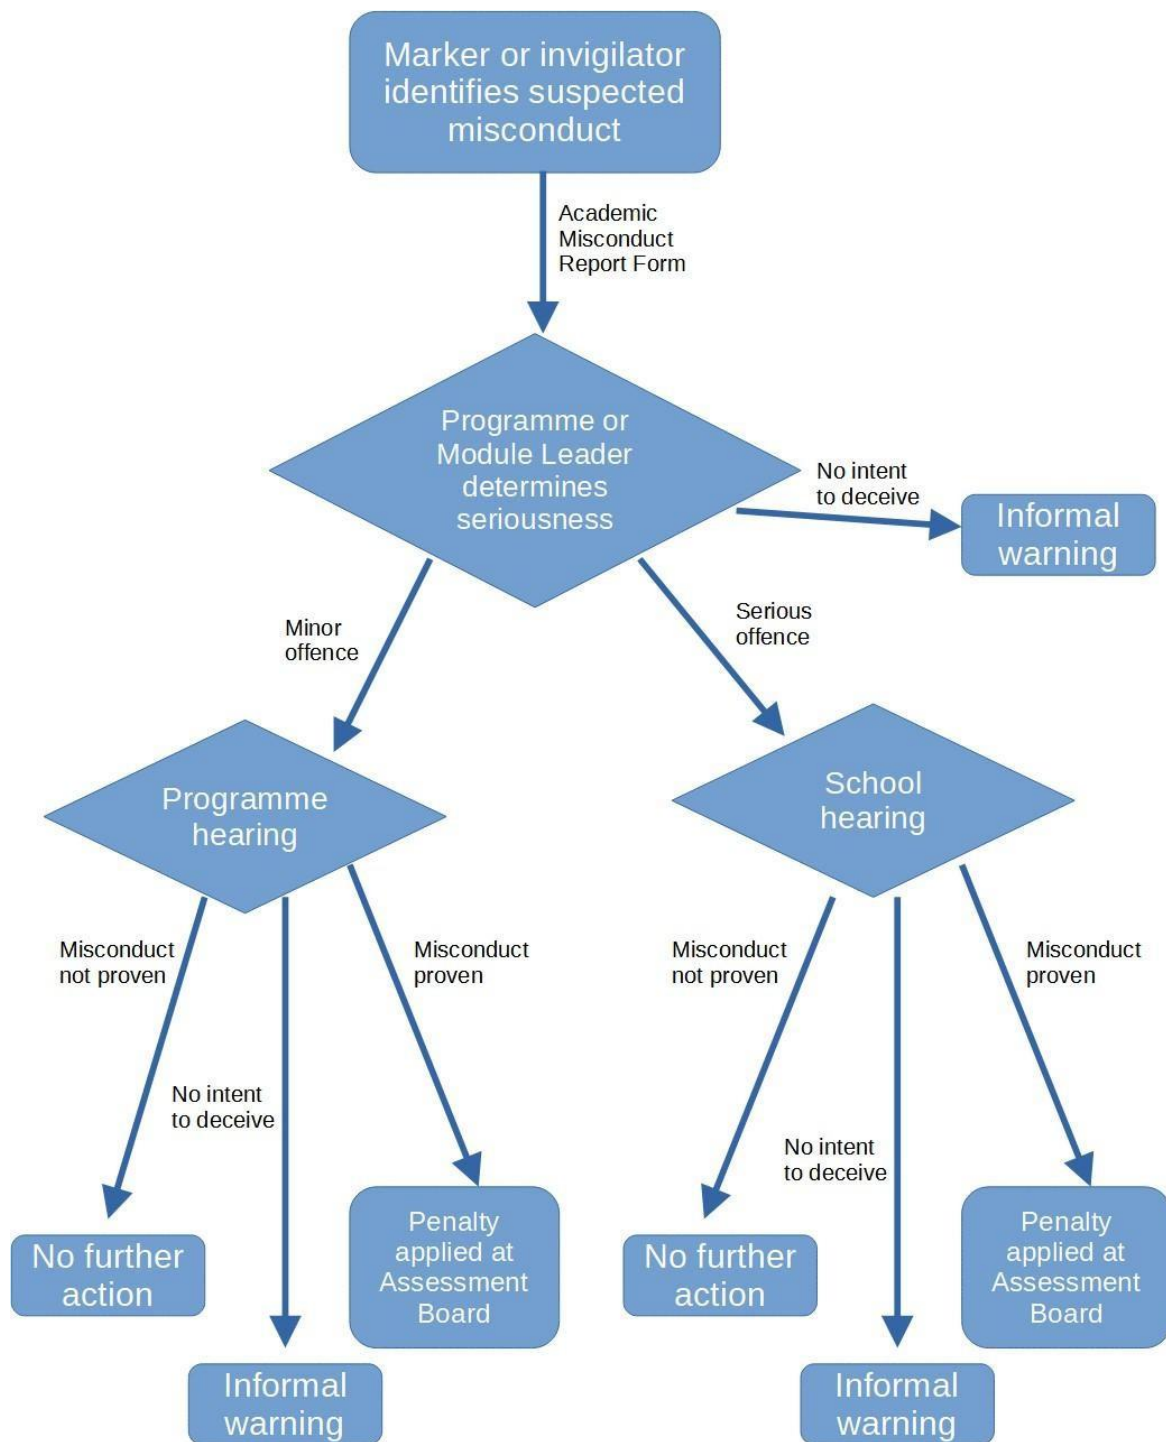 Marker or invigilator
identifies suspected
misconduct
Academic
Misconduct
Report Form
Programme or
Module Leader
determines
seriousness
No intent
to deceive
Informal
warning
Minor
offence
Serious
offence
Programme
hearing
School
hearing
Misconduct
not proven
Misconduct
proven
No intent
to deceive
Misconduct
not proven
Misconduct
proven
No intent
to deceive
No further
action
Penalty
applied at
Assessment
Board
Informal
warning
No further
action
Penalty
applied at
Assessment
Board
Informal
warning